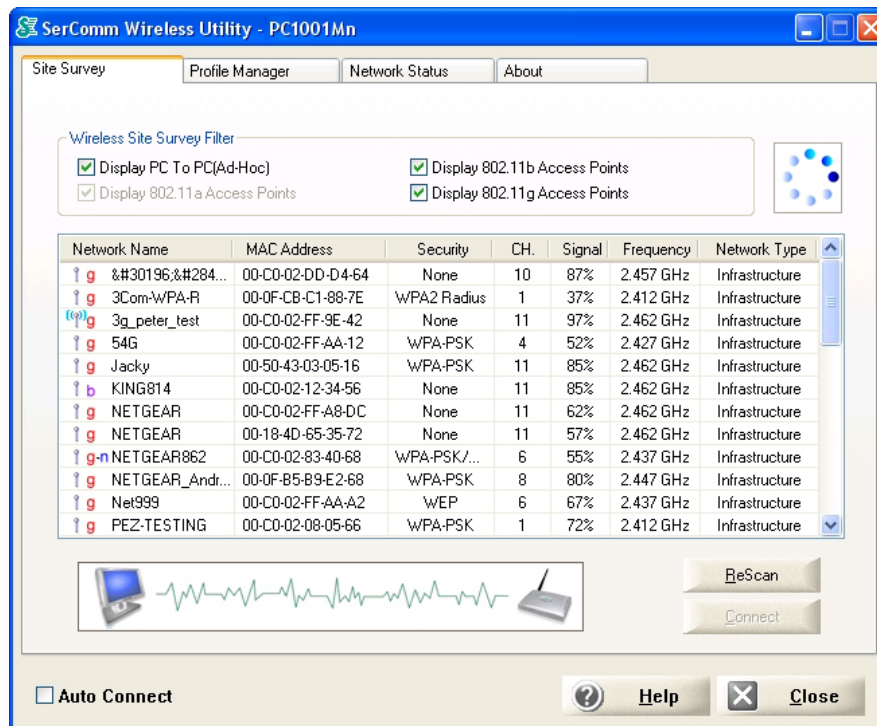 SerComm Wireless Utility - PC1001Mn
Site Survey Profile Manager Network Status About
Wireless Site Survey Filter
Display PC To PC(Ad-Hoc) Display 802.11b Access Points
Display 802.11a Access Points Display 802.11g Access Points
Network Name MAC Address Security CH. Signal Frequency Network Type
g &#30196;&#284... 00-C0-02-DD-D4-64 None 10 87% 2.457 GHz Infrastructure
g 3Com-WPA-R 00-0F-CB-C1-88-7E WPA2 Radius 1 37% 2.412 GHz Infrastructure
g 3g_peter_test 00-C0-02-FF-9E-42 None 11 97% 2.462 GHz Infrastructure
g 54G 00-C0-02-FF-AA-12 WPA-PSK 4 52% 2.427 GHz Infrastructure
g Jacky 00-50-43-03-05-16 WPA-PSK 11 85% 2.462 GHz Infrastructure
b KING814 00-C0-02-12-34-56 None 11 85% 2.462 GHz Infrastructure
g NETGEAR 00-C0-02-FF-A8-DC None 11 62% 2.462 GHz Infrastructure
g NETGEAR 00-18-4D-65-35-72 None 11 57% 2.462 GHz Infrastructure
g-n NETGEAR862 00-C0-02-83-40-68 WPA-PSK/... 6 55% 2.437 GHz Infrastructure
g NETGEAR_Andr... 00-0F-B5-B9-E2-68 WPA-PSK 8 80% 2.447 GHz Infrastructure
g Net999 00-C0-02-FF-AA-A2 WEP 6 67% 2.437 GHz Infrastructure
g PEZ-TESTING 00-C0-02-08-05-66 WPA-PSK 1 72% 2.412 GHz Infrastructure
ReScan
Connect
Auto Connect Help Close